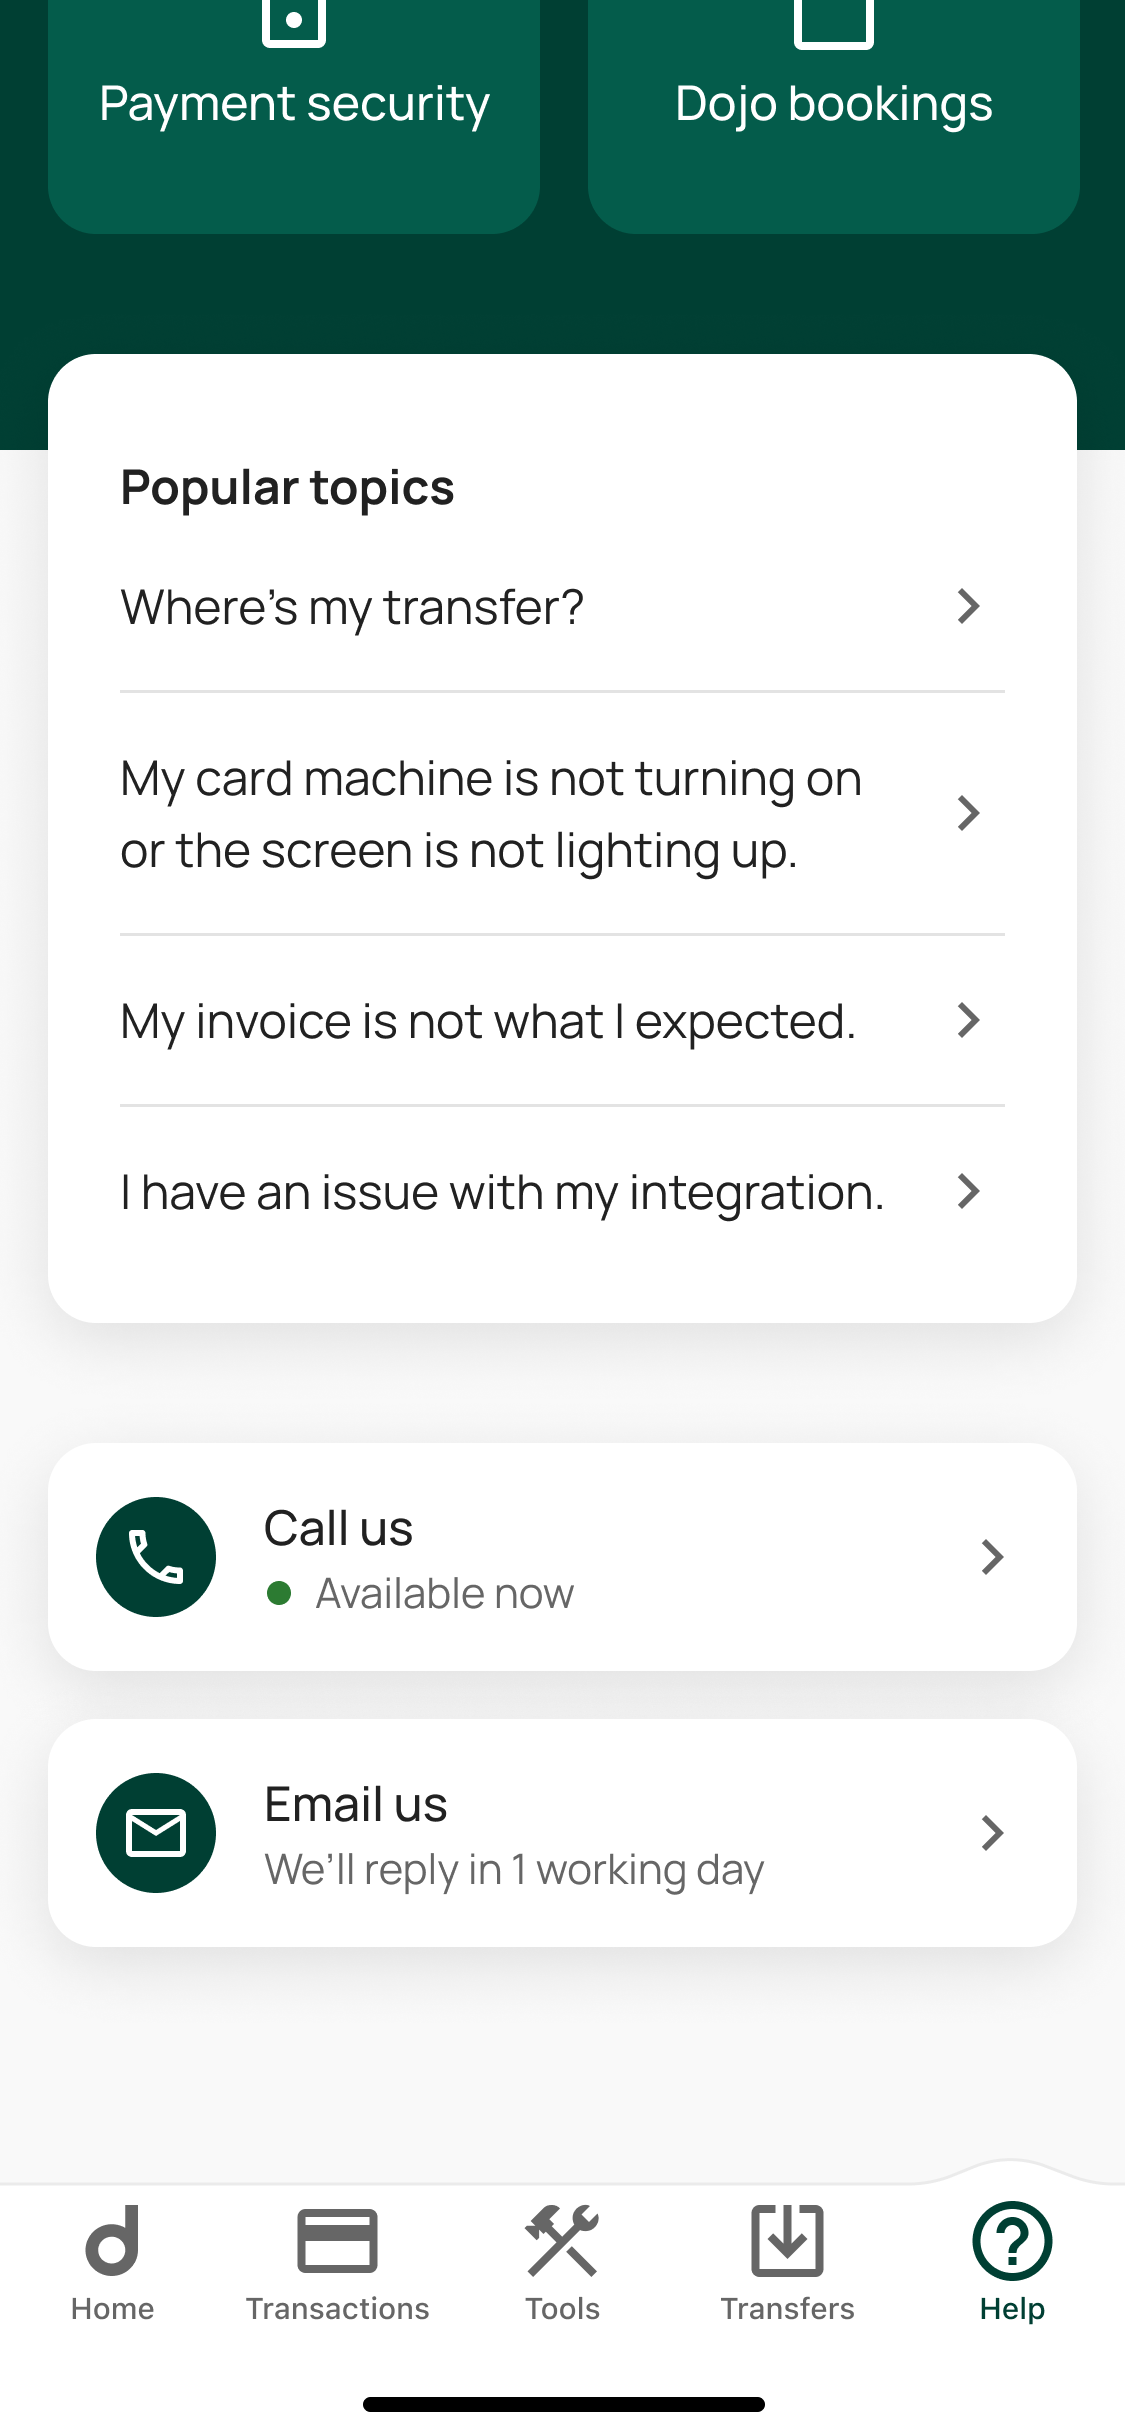 Payment security
Dojo bookings
Popular topics
Where’s my transfer?
My card machine is not turning on
or the screen is not lighting up.
My invoice is not what I expected.
I have an issue with my integration.
Call us
Available now
Email us
We’ll reply in 1 working day
Home
Transactions
Tools
Transfers
Help